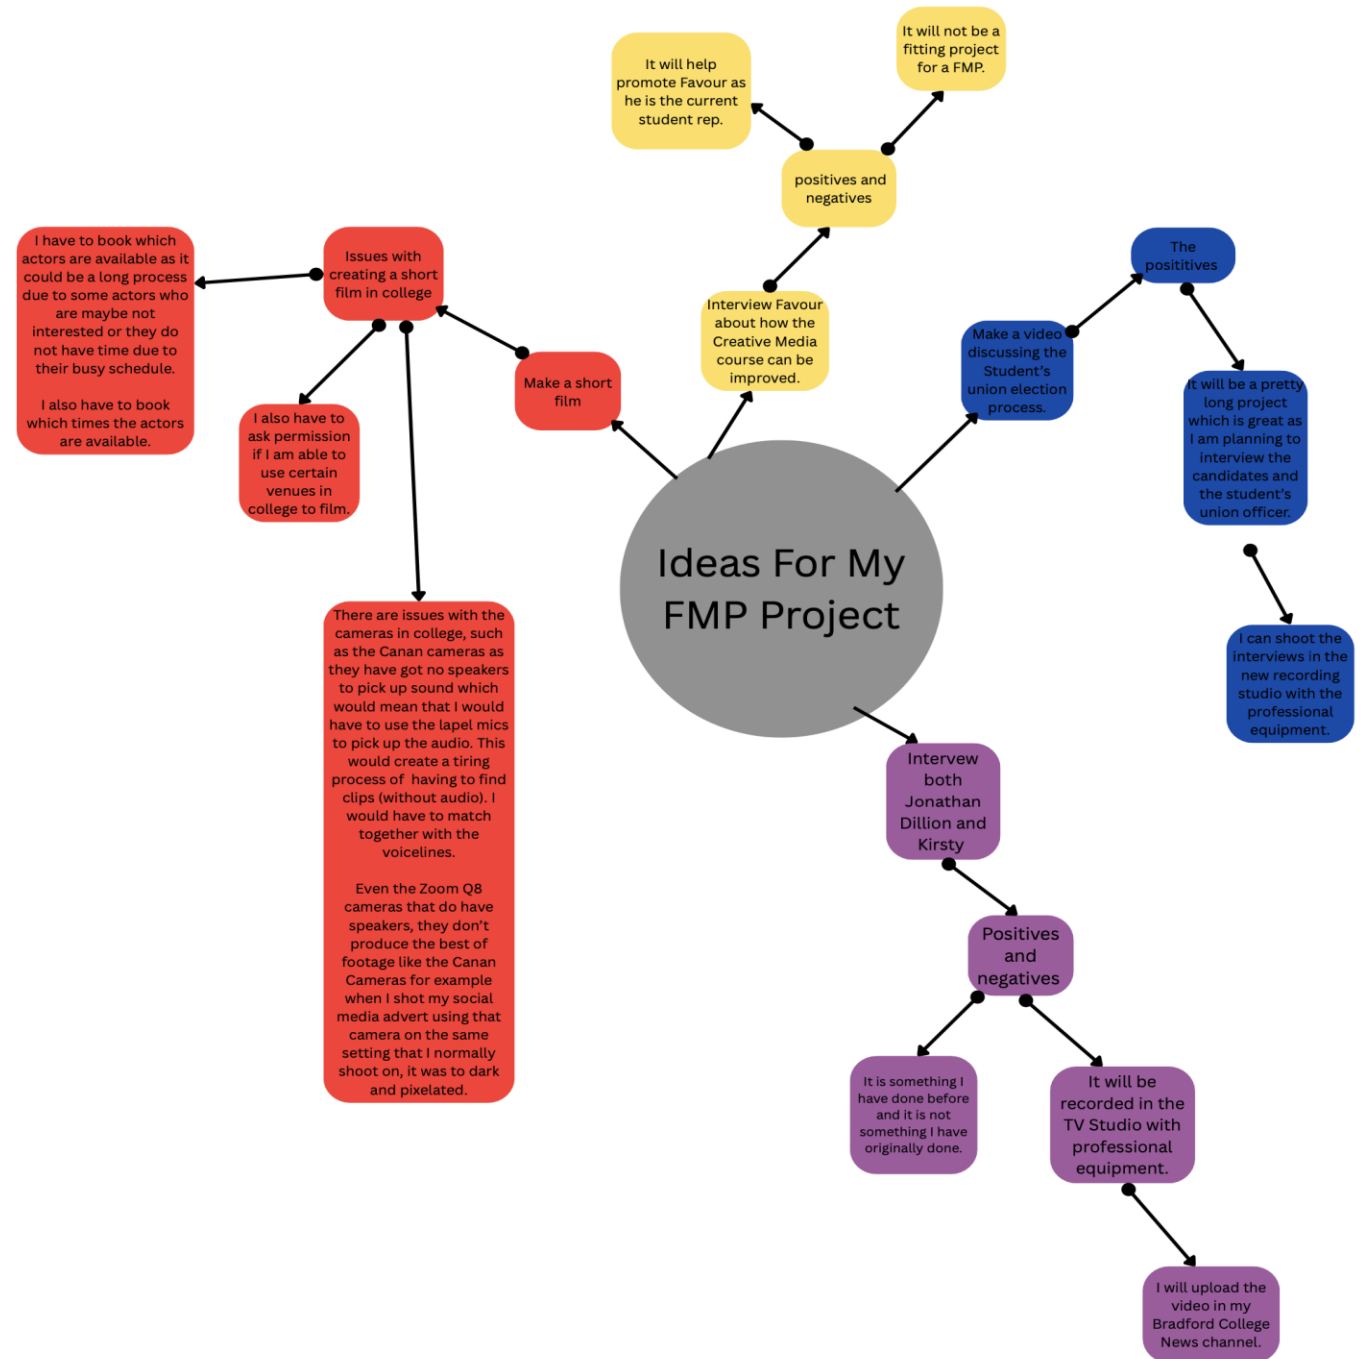 Ideas For My
FMP Project
Make a short
film
Issues with
creating a short
film in college
I have to book which
actors are available as it
could be a long process
due to some actors who
are maybe not
interested or they do
not have time due to
their busy schedule.
I also have to book
which times the actors
are available.
I also have to
ask permission
if I am able to
use certain
venues in
college to film.
There are issues with the
cameras in college, such
as the Canan cameras as
they have got no speakers
to pick up sound which
would mean that I would
have to use the lapel mics
to pick up the audio. This
would create a tiring
process of having to find
clips (without audio). I
would have to match
together with the
voicelines.
Even the Zoom Q8
cameras that do have
speakers, they don't
produce the best of
footage like the Canan
Cameras for example
when I shot my social
media advert using that
camera on the same
setting that I normally
shoot on, it was to dark
and pixelated.
Interview Favour
about how the
Creative Media
course can be
improved.
positives and
negatives
It will help
promote Favour as
he is the current
student rep.
It will not be a
fitting project
for a FMP.
Make a video
discussing the
Student's
union election
process.
The
posititives
It will be a pretty
long project
which is great as
I am planning to
interview the
candidates and
the student's
union officer.
I can shoot the
interviews in the
new recording
studio with the
professional
equipment.
Intervew
both
Jonathan
Dillion and
Kirsty
Positives
and
negatives
It is something I
have done before
and it is not
something I have
originally done.
It will be
recorded in the
TV Studio with
professional
equipment.
I will upload the
video in my
Bradford College
News channel.